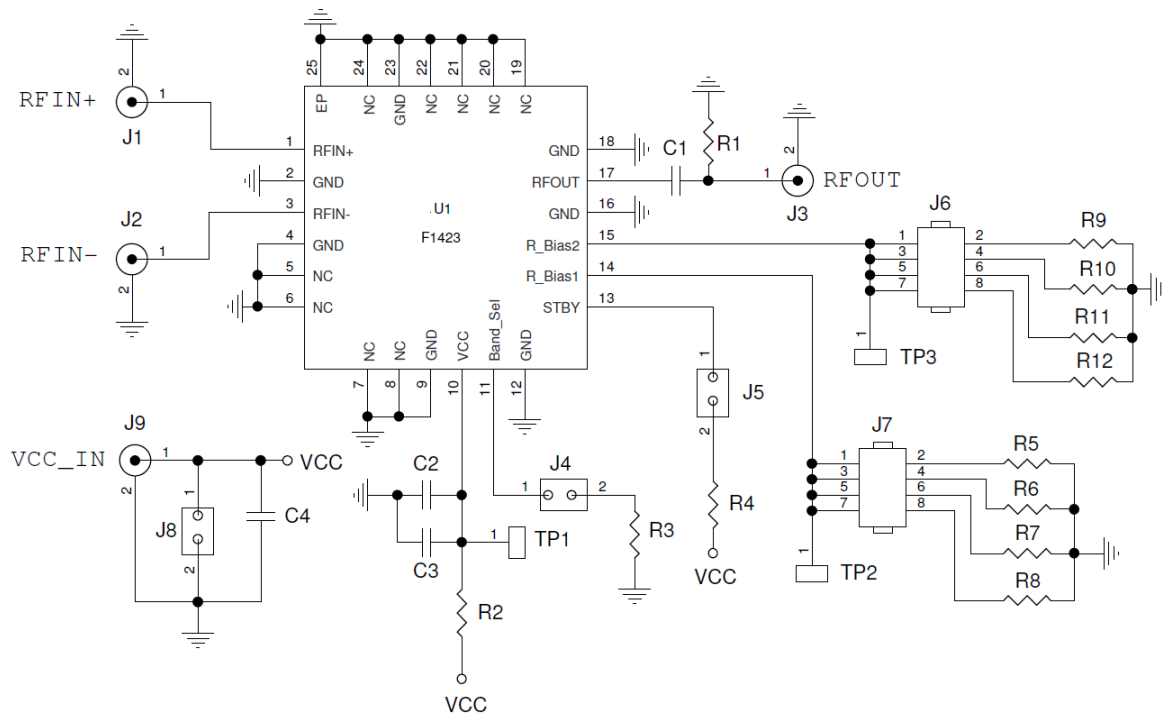 25 24 23 22 21 20 19
EP NC GND NC NC NC NC
RFIN+
2
1
J1
1 RFIN+
2 GND
3 RFIN-
4 GND
5 NC
6 NC
.U1
F1423
GND 18
RFOUT 17
GND 16
R_Bias2 15
R_Bias1 14
STBY 13
NC NC GND VCC Band_Sel GND
7 8 9 10 11 12
J2
RFIN-
1
2
C1
R1
2
1
J3
RFOUT
J6
1 2
3 4
5 6
7 8
R9
R10
R11
R12
1
TP3
1
J5
2
R4
VCC
J7
1 2
3 4
5 6
7 8
R5
R6
R7
R8
1
TP2
J9
VCC_IN
1
2
VCC
1
J8
2
C4
C2
C3
1
TP1
R2
VCC
J4
1 2
R3